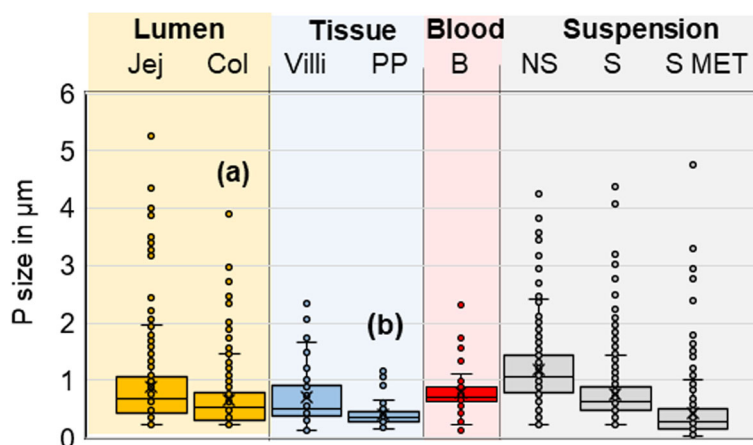 Lumen Tissue Blood Suspension
Jej Col Villi PP B NS S S MET
6
5
(a)
4
3
2
(b)
1
0
P size in µm